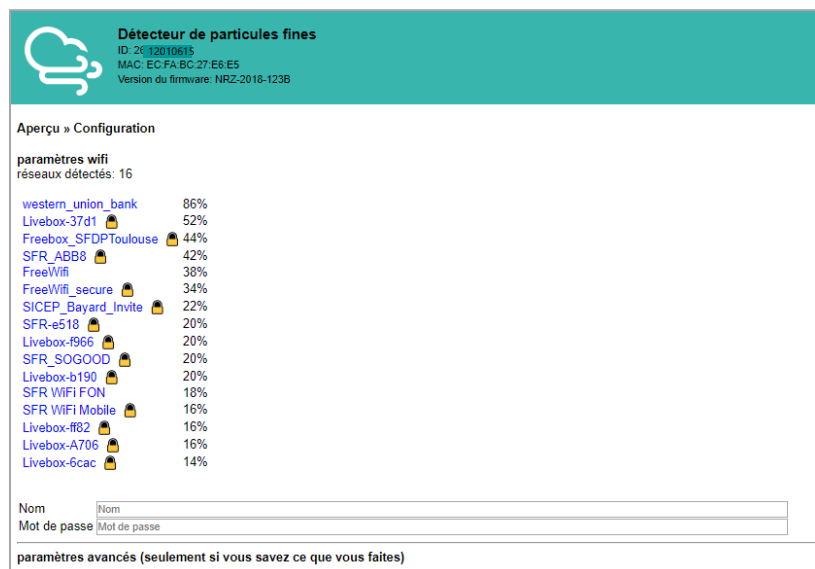 Détecteur de particules fines
ID: 26 12010615
MAC: EC:FA:BC:27:E6:E5
Version du firmware: NRZ-2018-123B
Aperçu » Configuration
paramètres wifi
réseaux détectés: 16
western_union_bank 86%
Livebox-37d1 52%
Freebox_SFDPToulouse 44%
SFR_ABB8 42%
FreeWifi 38%
FreeWifi_secure 34%
SICEP_Bayard_Invite 22%
SFR-e518 20%
Livebox-f966 20%
SFR_SOGOOD 20%
Livebox-b190 20%
SFR WiFi FON 18%
SFR WiFi Mobile 16%
Livebox-ff82 16%
Livebox-A706 16%
Livebox-6cac 14%
Nom Nom
Mot de passe Mot de passe
paramètres avancés (seulement si vous savez ce que vous faites)